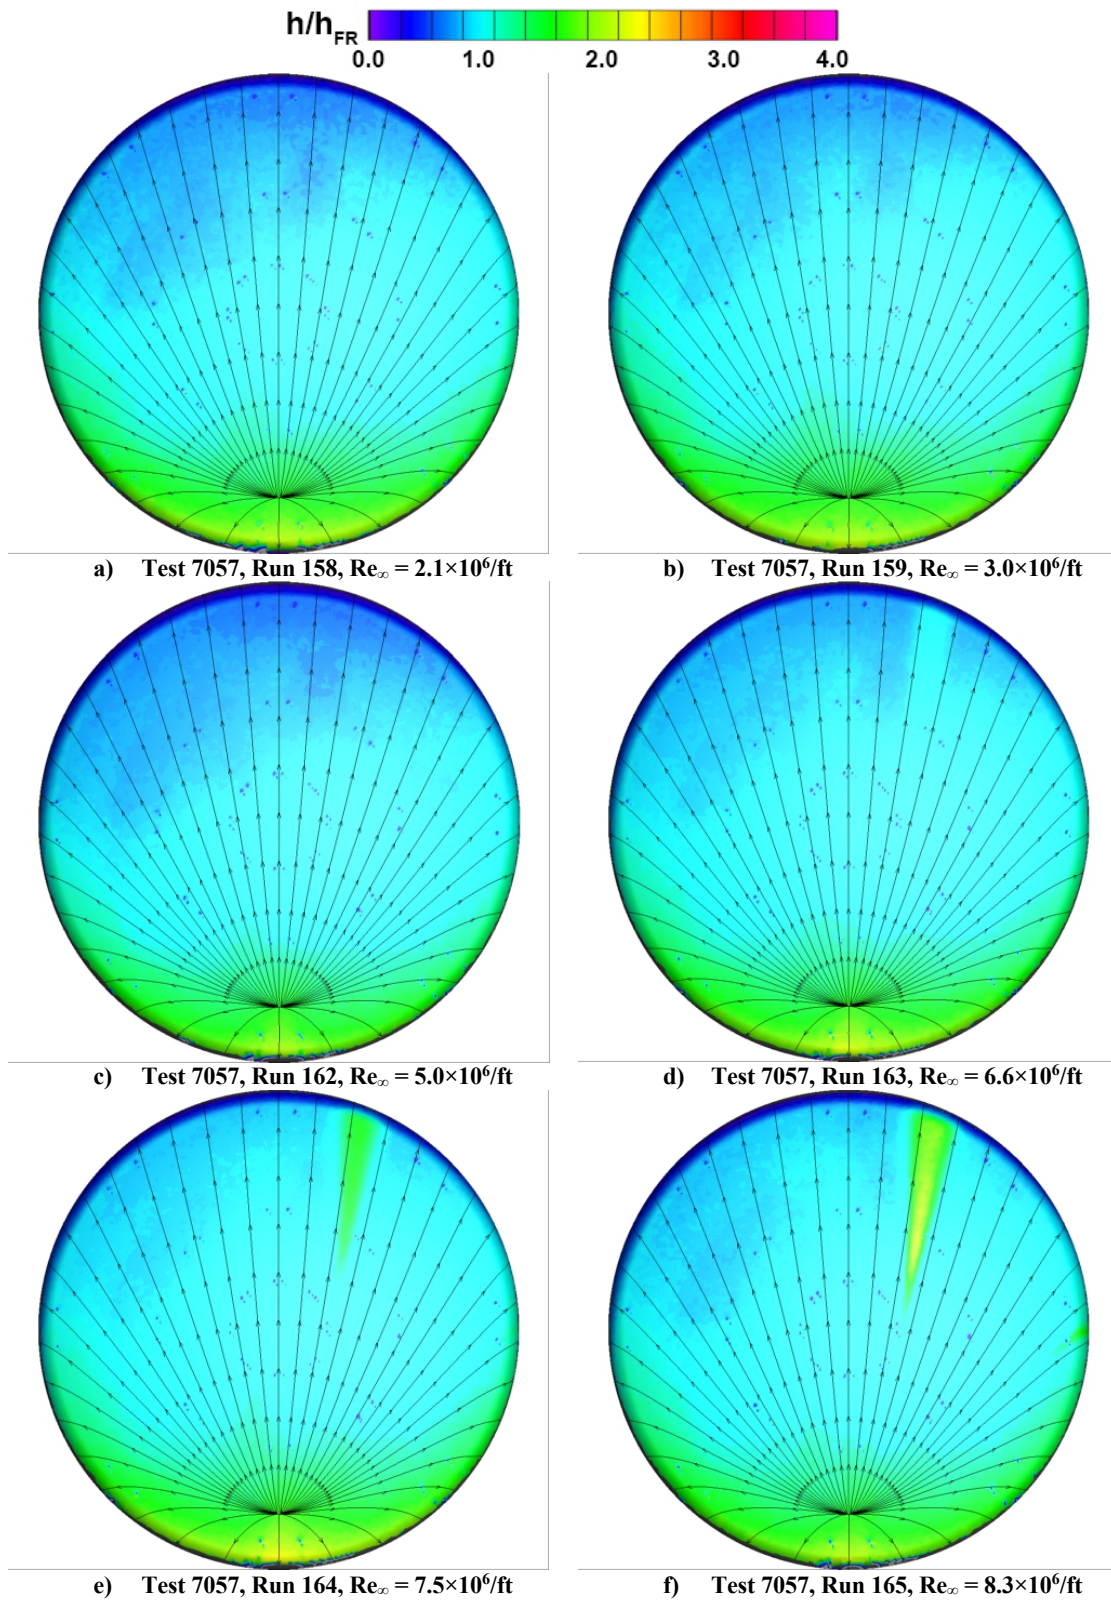 h/hFR
0.0 1.0 2.0 3.0 4.0
a) Test 7057, Run 158, Re∞ = 2.1×10⁶/ft
b) Test 7057, Run 159, Re∞ = 3.0×10⁶/ft
c) Test 7057, Run 162, Re∞ = 5.0×10⁶/ft
d) Test 7057, Run 163, Re∞ = 6.6×10⁶/ft
e) Test 7057, Run 164, Re∞ = 7.5×10⁶/ft
f) Test 7057, Run 165, Re∞ = 8.3×10⁶/ft